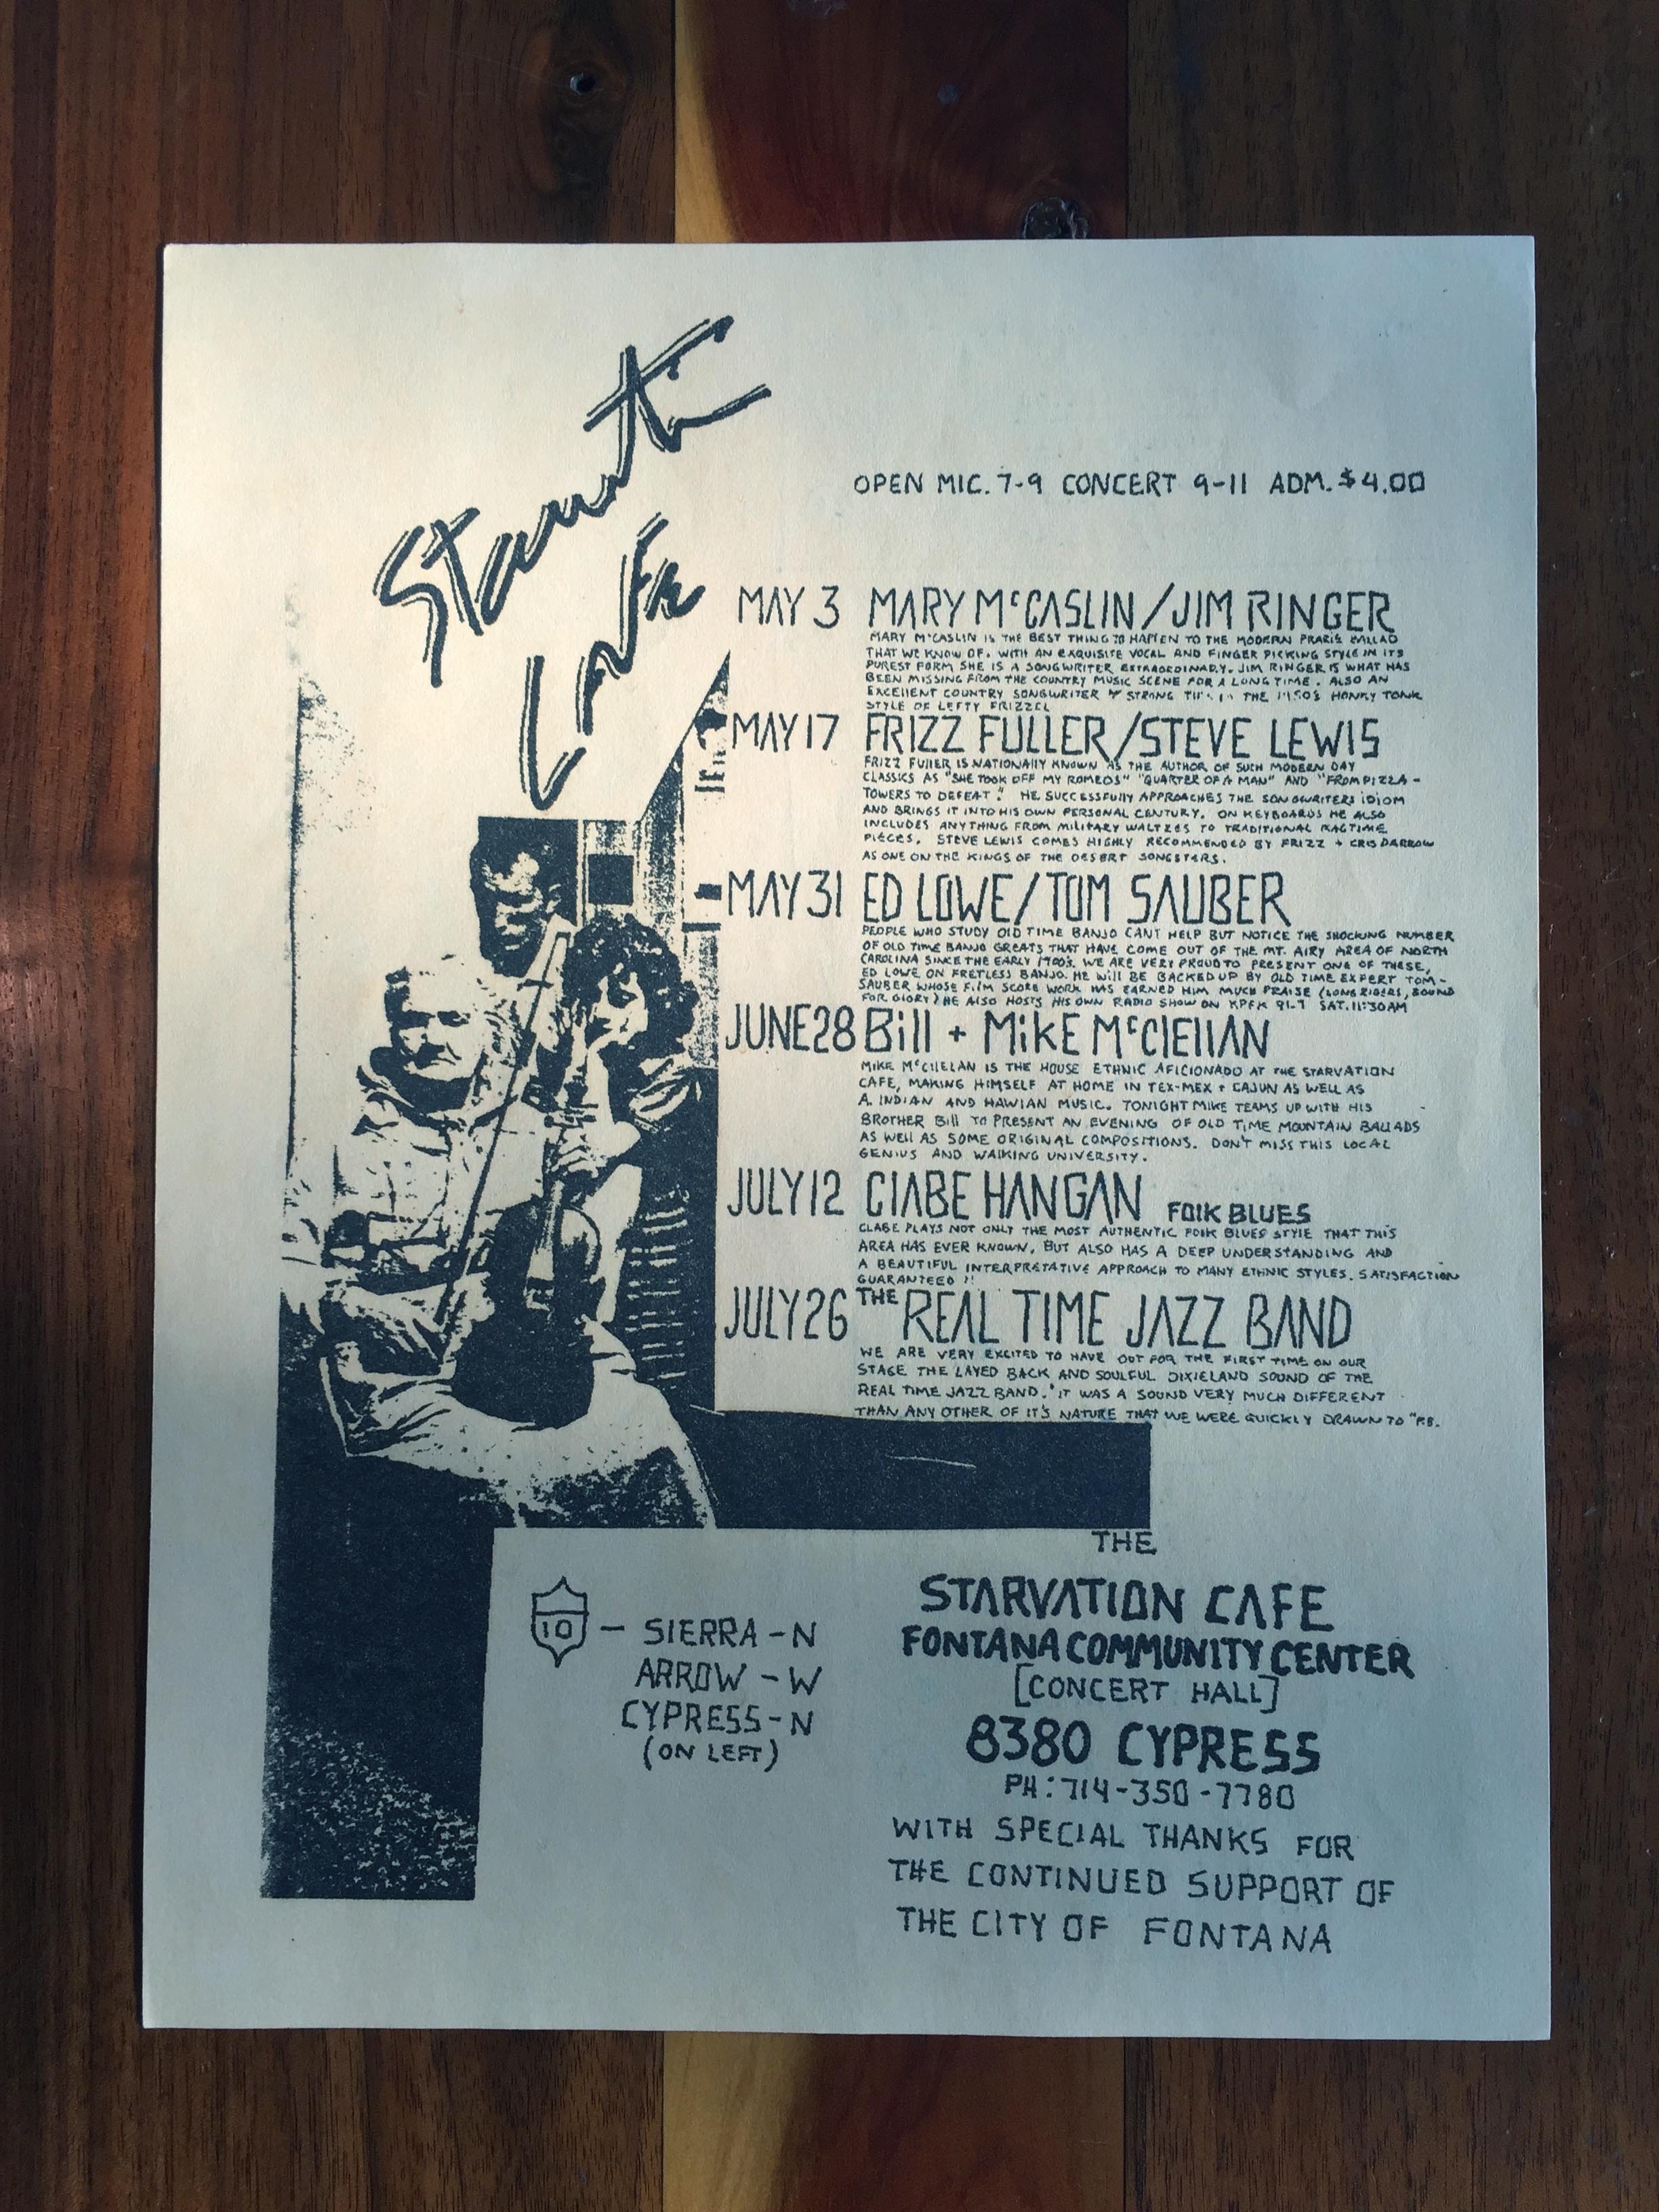 Starvation
Cafe
OPEN MIC. 7-9 CONCERT 9-11 ADM. $4.00
MAY 3 MARY McCASLIN/JIM RINGER
MARY McCASLIN IS THE BEST THING TO HAPPEN TO THE MODERN PRARIE BALLAD
THAT WE KNOW OF. WITH AN EXQUISITE VOCAL AND FINGER PICKING STYLE IN ITS
PUREST FORM SHE IS A SONGWRITER EXTRAORDINARY. JIM RINGER IS WHAT HAS
BEEN MISSING FROM THE COUNTRY MUSIC SCENE FOR A LONG TIME. ALSO AN
EXCELLENT COUNTRY SONGWRITER STRONG IN THE 1950'S HONKY TONK
STYLE OF LEFTY FRIZZEL
MAY 17 FRIZZ FULLER/STEVE LEWIS
FRIZZ FULLER IS NATIONALLY KNOWN AS THE AUTHOR OF SUCH MODERN DAY
CLASSICS AS "SHE TOOK OFF MY ROMEOS" "QUARTER OF A MAN" AND "FROM PIZZA-
TOWERS TO DEFEAT." HE SUCCESSFULLY APPROACHES THE SONGWRITERS IDIOM
AND BRINGS IT INTO HIS OWN PERSONAL CENTURY. ON KEYBOARDS HE ALSO
INCLUDES ANYTHING FROM MILITARY WALTZES TO TRADITIONAL RAGTIME
PIECES. STEVE LEWIS COMES HIGHLY RECOMMENDED BY FRIZZ + CRIS DARROW
AS ONE ON THE KINGS OF THE DESERT SONGSTERS.
MAY 31 ED LOWE/TOM SAUBER
PEOPLE WHO STUDY OLD TIME BANJO CANT HELP BUT NOTICE THE SHOCKING NUMBER
OF OLD TIME BANJO GREATS THAT HAVE COME OUT OF THE MT. AIRY AREA OF NORTH
CAROLINA SINCE THE EARLY 1900'S. WE ARE VERY PROUD TO PRESENT ONE OF THESE,
ED LOWE ON FRETLESS BANJO. HE WILL BE BACKED UP BY OLD TIME EXPERT TOM-
SAUBER WHOSE FILM SCORE WORK HAS EARNED HIM MUCH PRAISE (LONG RIDERS, BOUND
FOR GLORY) HE ALSO HOSTS HIS OWN RADIO SHOW ON KPFK 91.7 SAT. 11:30AM
JUNE 28 Bill + MiKE McClEllAN
MIKE McCLLELAN IS THE HOUSE ETHNIC AFICIONADO AT THE STARVATION
CAFE, MAKING HIMSELF AT HOME IN TEX-MEX + CAJUN AS WELL AS
A. INDIAN AND HAWIAN MUSIC. TONIGHT MIKE TEAMS UP WITH HIS
BROTHER BILL TO PRESENT AN EVENING OF OLD TIME MOUNTAIN BALLADS
AS WELL AS SOME ORIGINAL COMPOSITIONS. DON'T MISS THIS LOCAL
GENIUS AND WALKING UNIVERSITY.
JULY 12 ClABE HANGAN FOlK BLUES
CLABE PLAYS NOT ONLY THE MOST AUTHENTIC FOLK BLUES STYLE THAT THIS
AREA HAS EVER KNOWN. BUT ALSO HAS A DEEP UNDERSTANDING AND
A BEAUTIFUL INTERPRETATIVE APPROACH TO MANY ETHNIC STYLES. SATISFACTION
GUARANTEED !!
JULY 26 THE REAL TIME JAZZ BAND
WE ARE VERY EXCITED TO HAVE OUT FOR THE FIRST TIME ON OUR
STAGE THE LAYED BACK AND SOULFUL DIXIELAND SOUND OF THE
REAL TIME JAZZ BAND. "IT WAS A SOUND VERY MUCH DIFFERENT
THAN ANY OTHER OF IT'S NATURE THAT WE WERE QUICKLY DRAWN TO"
THE
STARVATION CAFE
FONTANA COMMUNITY CENTER
[CONCERT HALL]
8380 CYPRESS
PH: 714-350-7780
WITH SPECIAL THANKS FOR
THE CONTINUED SUPPORT OF
THE CITY OF FONTANA
10 - SIERRA - N
ARROW - W
CYPRESS - N
(ON LEFT)